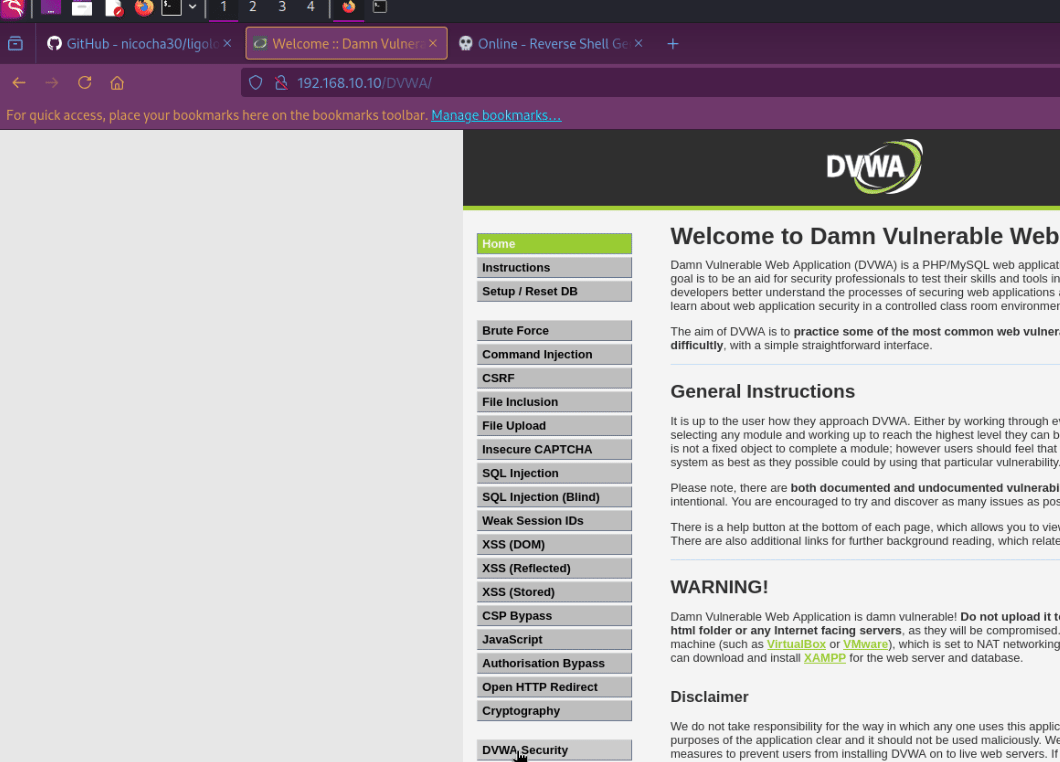 1 2 3 4
GitHub - nicocha30/ligolo
Welcome :: Damn Vulnera
Online - Reverse Shell Ge
192.168.10.10/DVWA/
For quick access, place your bookmarks here on the bookmarks toolbar. Manage bookmarks...
DVWA
Home
Instructions
Setup / Reset DB
Brute Force
Command Injection
CSRF
File Inclusion
File Upload
Insecure CAPTCHA
SQL Injection
SQL Injection (Blind)
Weak Session IDs
XSS (DOM)
XSS (Reflected)
XSS (Stored)
CSP Bypass
JavaScript
Authorisation Bypass
Open HTTP Redirect
Cryptography
DVWA Security
Welcome to Damn Vulnerable Web
Damn Vulnerable Web Application (DVWA) is a PHP/MySQL web applicat
goal is to be an aid for security professionals to test their skills and tools in
developers better understand the processes of securing web applications
learn about web application security in a controlled class room environmen
The aim of DVWA is to practice some of the most common web vulnera
difficultly, with a simple straightforward interface.
General Instructions
It is up to the user how they approach DVWA. Either by working through e
selecting any module and working up to reach the highest level they can b
is not a fixed object to complete a module; however users should feel that
system as best as they possible could by using that particular vulnerability.
Please note, there are both documented and undocumented vulnerabi
intentional. You are encouraged to try and discover as many issues as pos
There is a help button at the bottom of each page, which allows you to view
There are also additional links for further background reading, which relate
WARNING!
Damn Vulnerable Web Application is damn vulnerable! Do not upload it to
html folder or any Internet facing servers, as they will be compromised.
machine (such as VirtualBox or VMware), which is set to NAT networking
can download and install XAMPP for the web server and database.
Disclaimer
We do not take responsibility for the way in which any one uses this applic
purposes of the application clear and it should not be used maliciously. We
measures to prevent users from installing DVWA on to live web servers. If